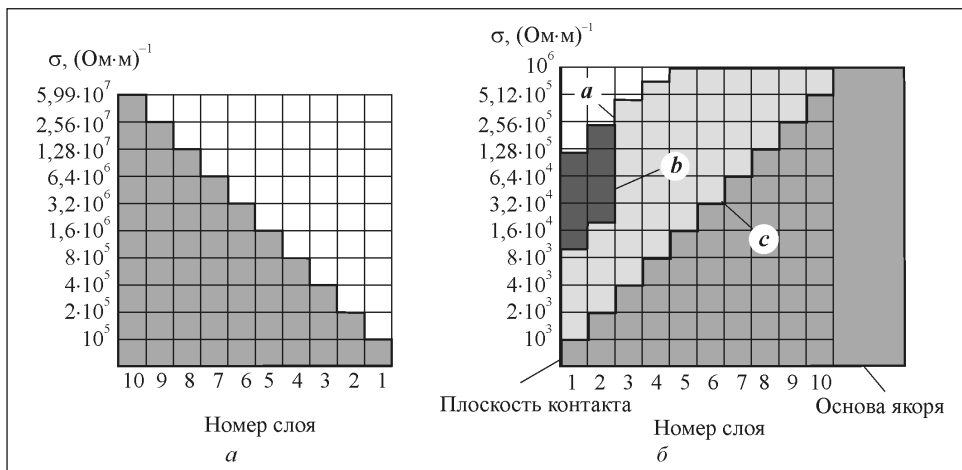 σ, (Ом·м)⁻¹
5,99·10⁷
2,56·10⁷
1,28·10⁷
6,4·10⁶
3,2·10⁶
1,6·10⁶
8·10⁵
4·10⁵
2·10⁵
10⁵
10 9 8 7 6 5 4 3 2 1
Номер слоя
а
σ, (Ом·м)⁻¹
10⁶
5,12·10⁵
2,56·10⁵
1,28·10⁵
6,4·10⁴
3,2·10⁴
1,6·10⁴
8·10³
4·10³
2·10³
10³
a
b
c
1 2 3 4 5 6 7 8 9 10
Плоскость контакта
Основа якоря
Номер слоя
б